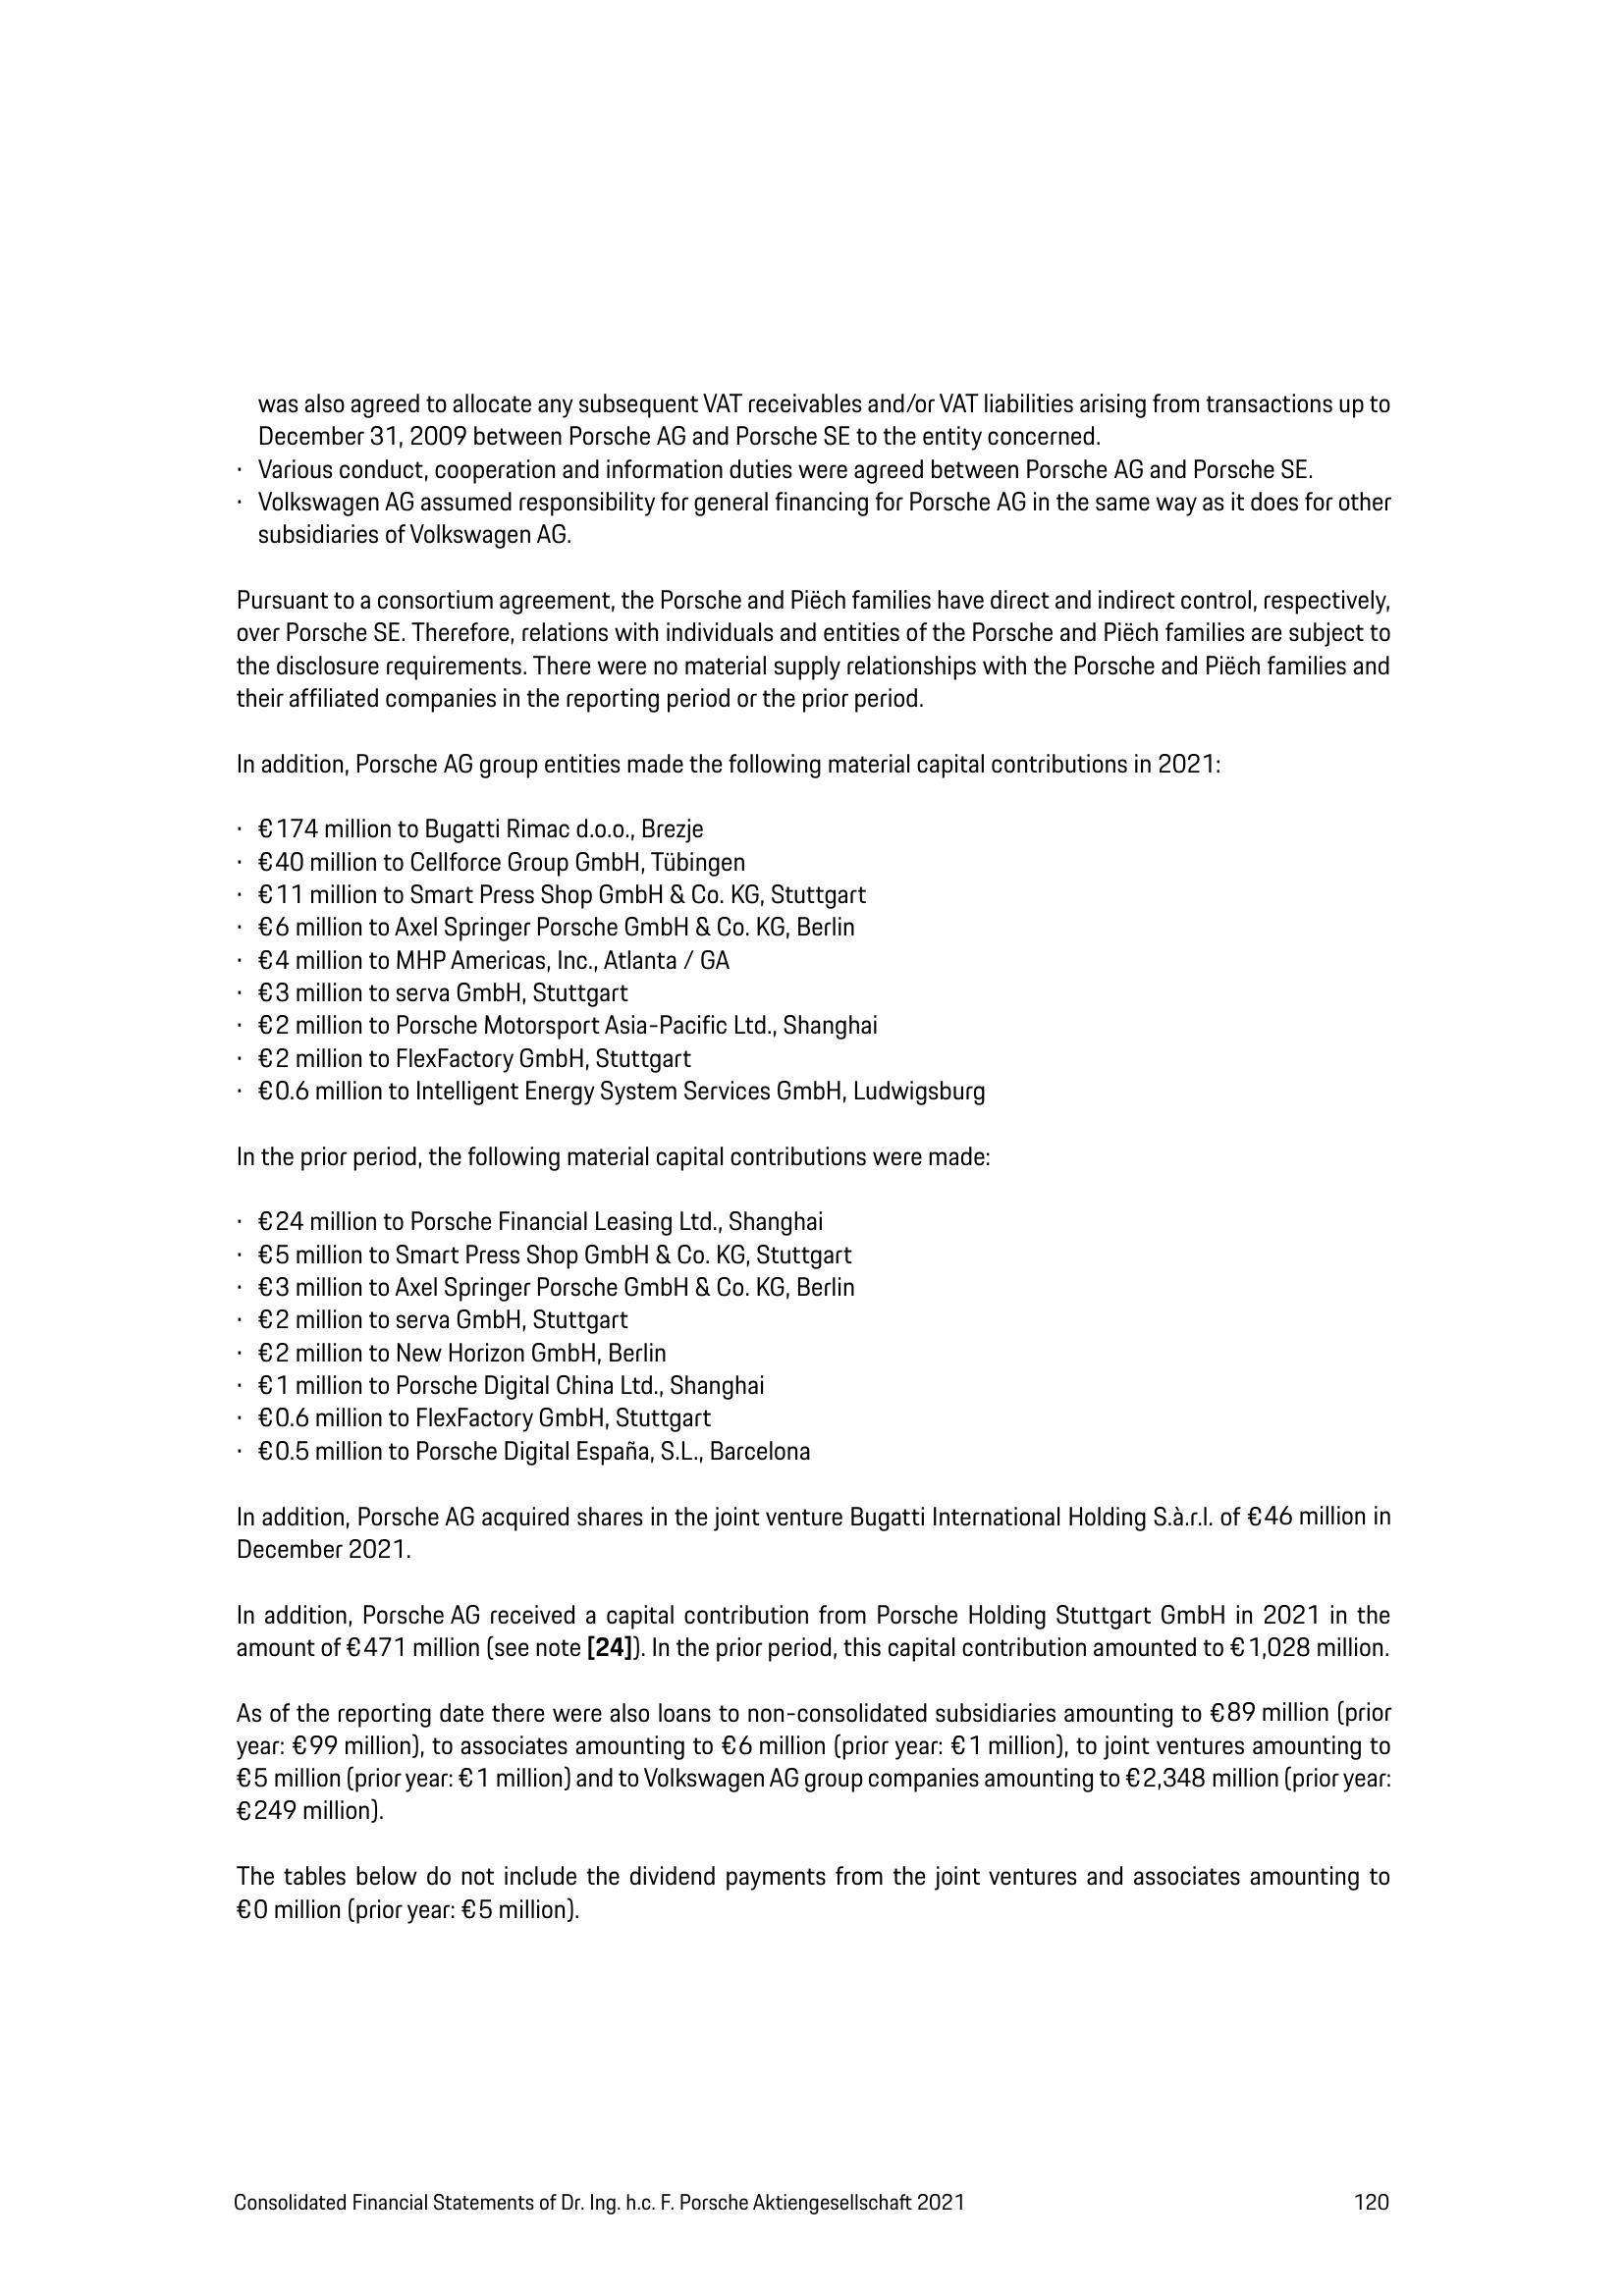 was also agreed to allocate any subsequent VAT receivables and/or VAT liabilities arising from transactions up to
December 31, 2009 between Porsche AG and Porsche SE to the entity concerned.
· Various conduct, cooperation and information duties were agreed between Porsche AG and Porsche SE.
· Volkswagen AG assumed responsibility for general financing for Porsche AG in the same way as it does for other
subsidiaries of Volkswagen AG.
Pursuant to a consortium agreement, the Porsche and Piëch families have direct and indirect control, respectively,
over Porsche SE. Therefore, relations with individuals and entities of the Porsche and Piëch families are subject to
the disclosure requirements. There were no material supply relationships with the Porsche and Piëch families and
their affiliated companies in the reporting period or the prior period.
In addition, Porsche AG group entities made the following material capital contributions in 2021:
· €174 million to Bugatti Rimac d.o.o., Brezje
· €40 million to Cellforce Group GmbH, Tübingen
· €11 million to Smart Press Shop GmbH & Co. KG, Stuttgart
· €6 million to Axel Springer Porsche GmbH & Co. KG, Berlin
· €4 million to MHP Americas, Inc., Atlanta / GA
· €3 million to serva GmbH, Stuttgart
· €2 million to Porsche Motorsport Asia-Pacific Ltd., Shanghai
· €2 million to FlexFactory GmbH, Stuttgart
· €0.6 million to Intelligent Energy System Services GmbH, Ludwigsburg
In the prior period, the following material capital contributions were made:
· €24 million to Porsche Financial Leasing Ltd., Shanghai
· €5 million to Smart Press Shop GmbH & Co. KG, Stuttgart
· €3 million to Axel Springer Porsche GmbH & Co. KG, Berlin
· €2 million to serva GmbH, Stuttgart
· €2 million to New Horizon GmbH, Berlin
· €1 million to Porsche Digital China Ltd., Shanghai
· €0.6 million to FlexFactory GmbH, Stuttgart
· €0.5 million to Porsche Digital España, S.L., Barcelona
In addition, Porsche AG acquired shares in the joint venture Bugatti International Holding S.à.r.l. of €46 million in
December 2021.
In addition, Porsche AG received a capital contribution from Porsche Holding Stuttgart GmbH in 2021 in the
amount of €471 million (see note [24]). In the prior period, this capital contribution amounted to €1,028 million.
As of the reporting date there were also loans to non-consolidated subsidiaries amounting to €89 million (prior
year: €99 million), to associates amounting to €6 million (prior year: €1 million), to joint ventures amounting to
€5 million (prior year: €1 million) and to Volkswagen AG group companies amounting to €2,348 million (prior year:
€249 million).
The tables below do not include the dividend payments from the joint ventures and associates amounting to
€0 million (prior year: €5 million).
Consolidated Financial Statements of Dr. Ing. h.c. F. Porsche Aktiengesellschaft 2021 120